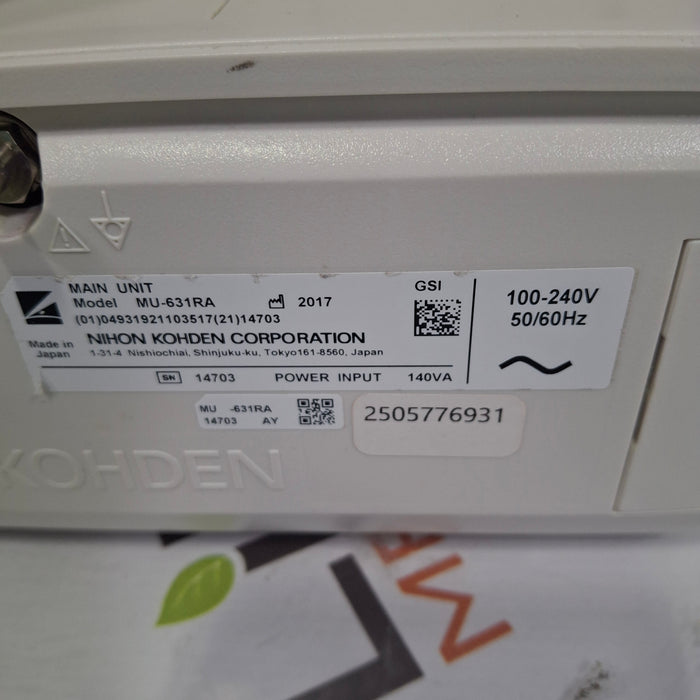 MAIN UNIT
Model MU-631RA 2017
(01)04931921103517(21)14703
Made in Japan
NIHON KOHDEN CORPORATION
1-31-4 Nishiochiai, Shinjuku-ku, Tokyo161-8560, Japan
SN 14703 POWER INPUT 140VA
GSI
100-240V
50/60Hz
MU -631RA
14703 AY
2505776931
KOHDEN
ME